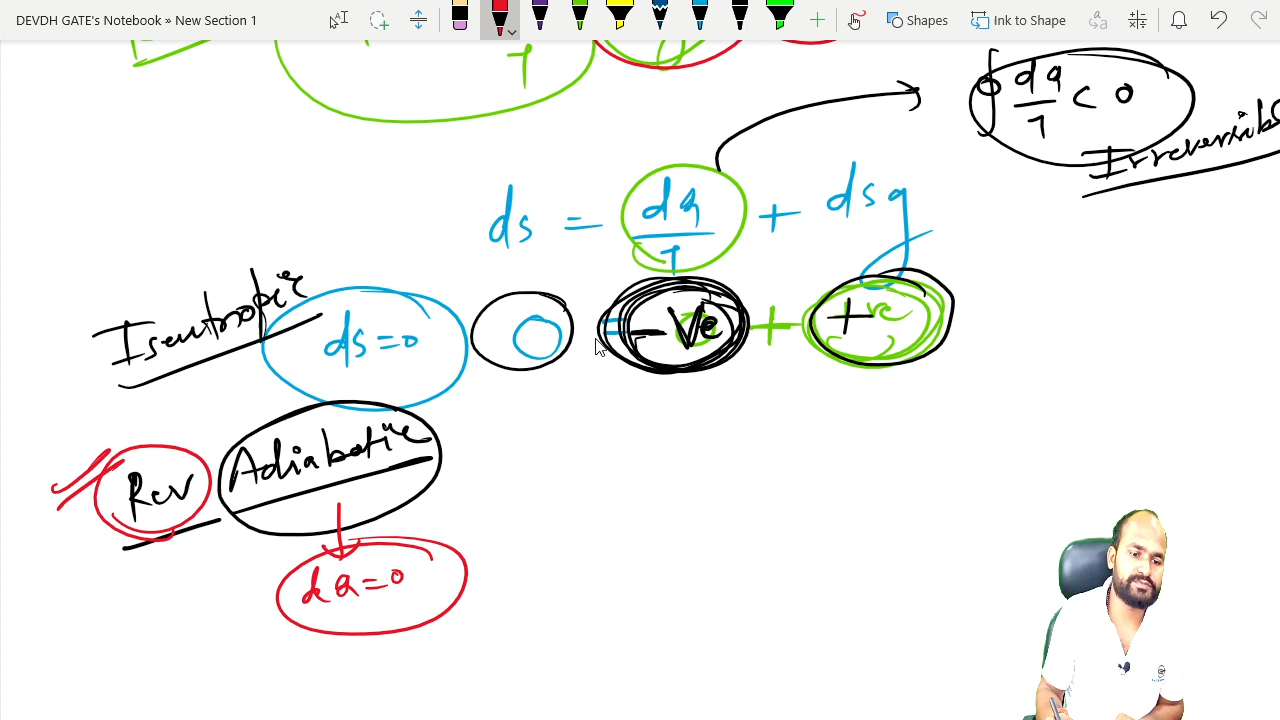 DEVDH GATE's Notebook » New Section 1
Shapes
Ink to Shape
T
∮ dQ/T < 0
Irreversib
ds = dQ/T + dsg
Isentropic
ds=0 0 = -Ve + +ve
Rev Adiabatic
dQ=0